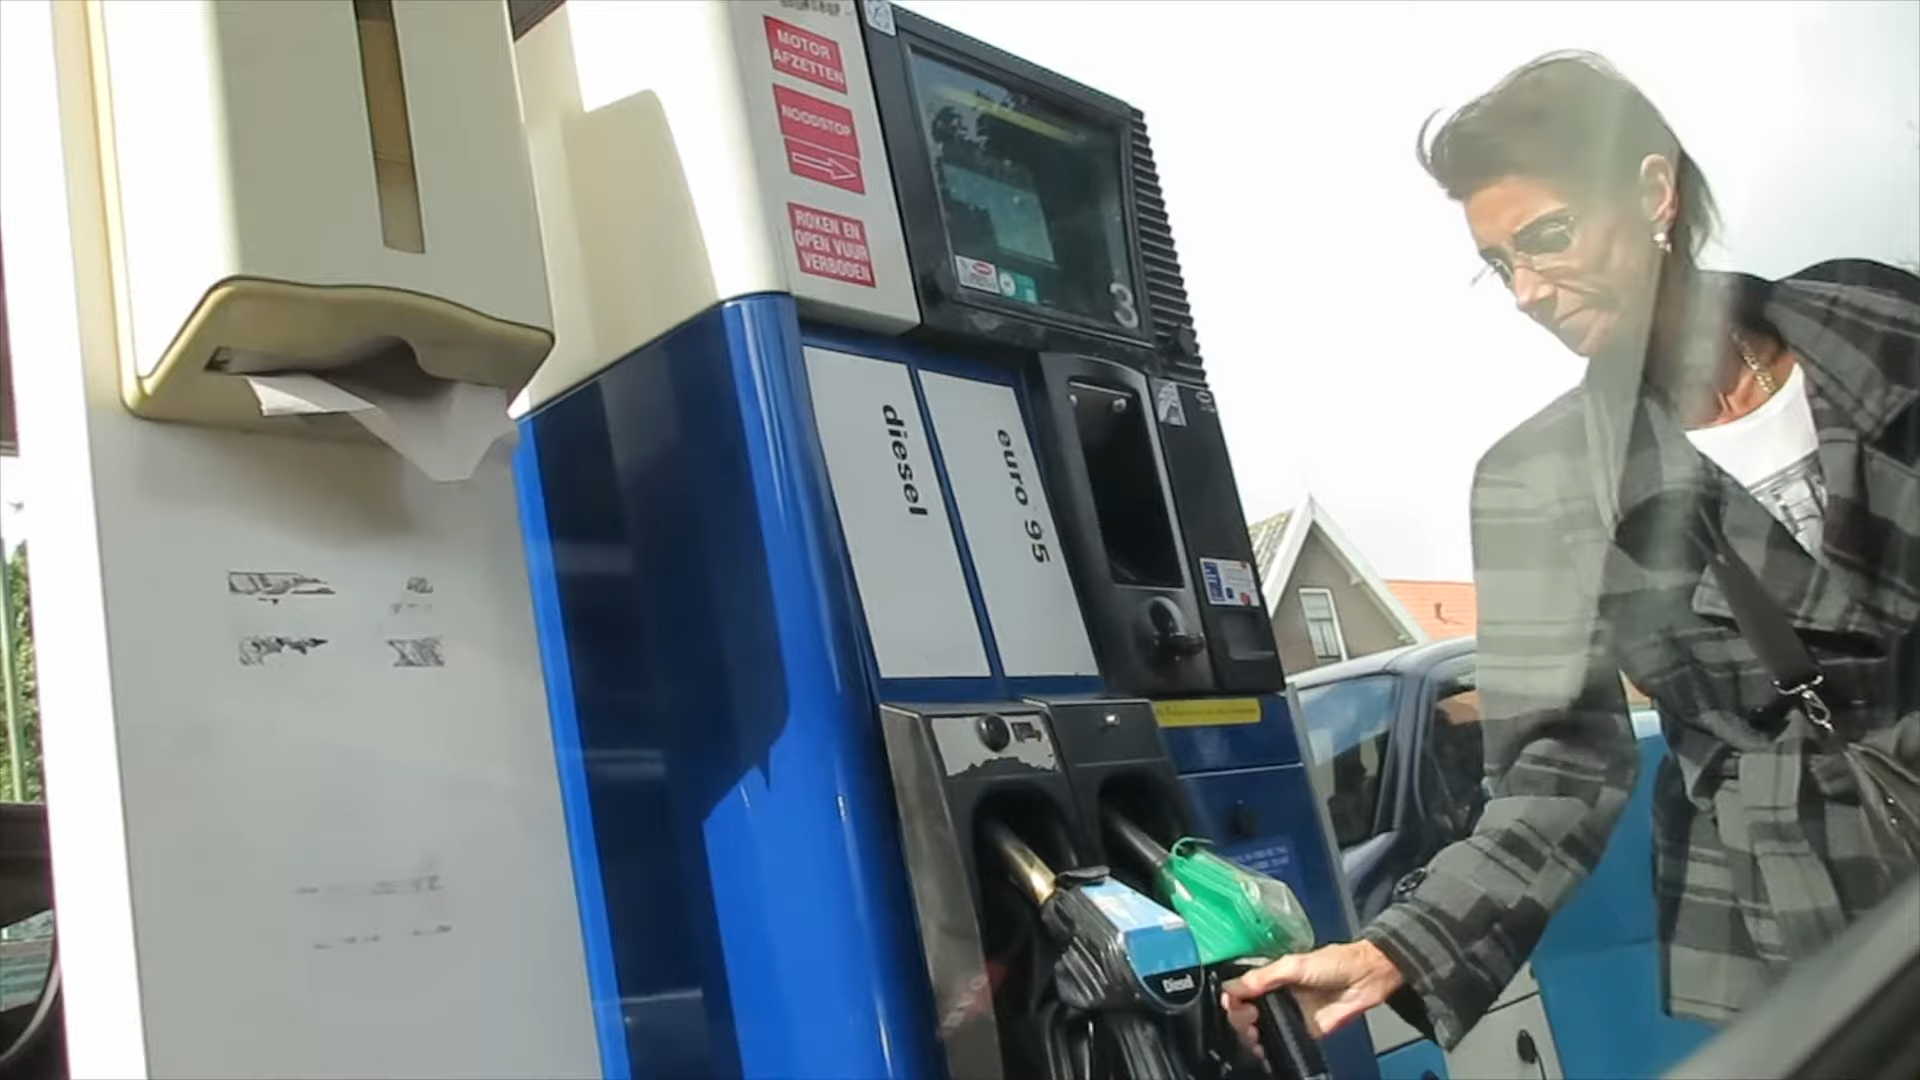 MOTOR
AFZETTEN
NOODSTOP
ROKEN EN
OPEN VUUR
VERBODEN
3
diesel
euro 95
Diesel